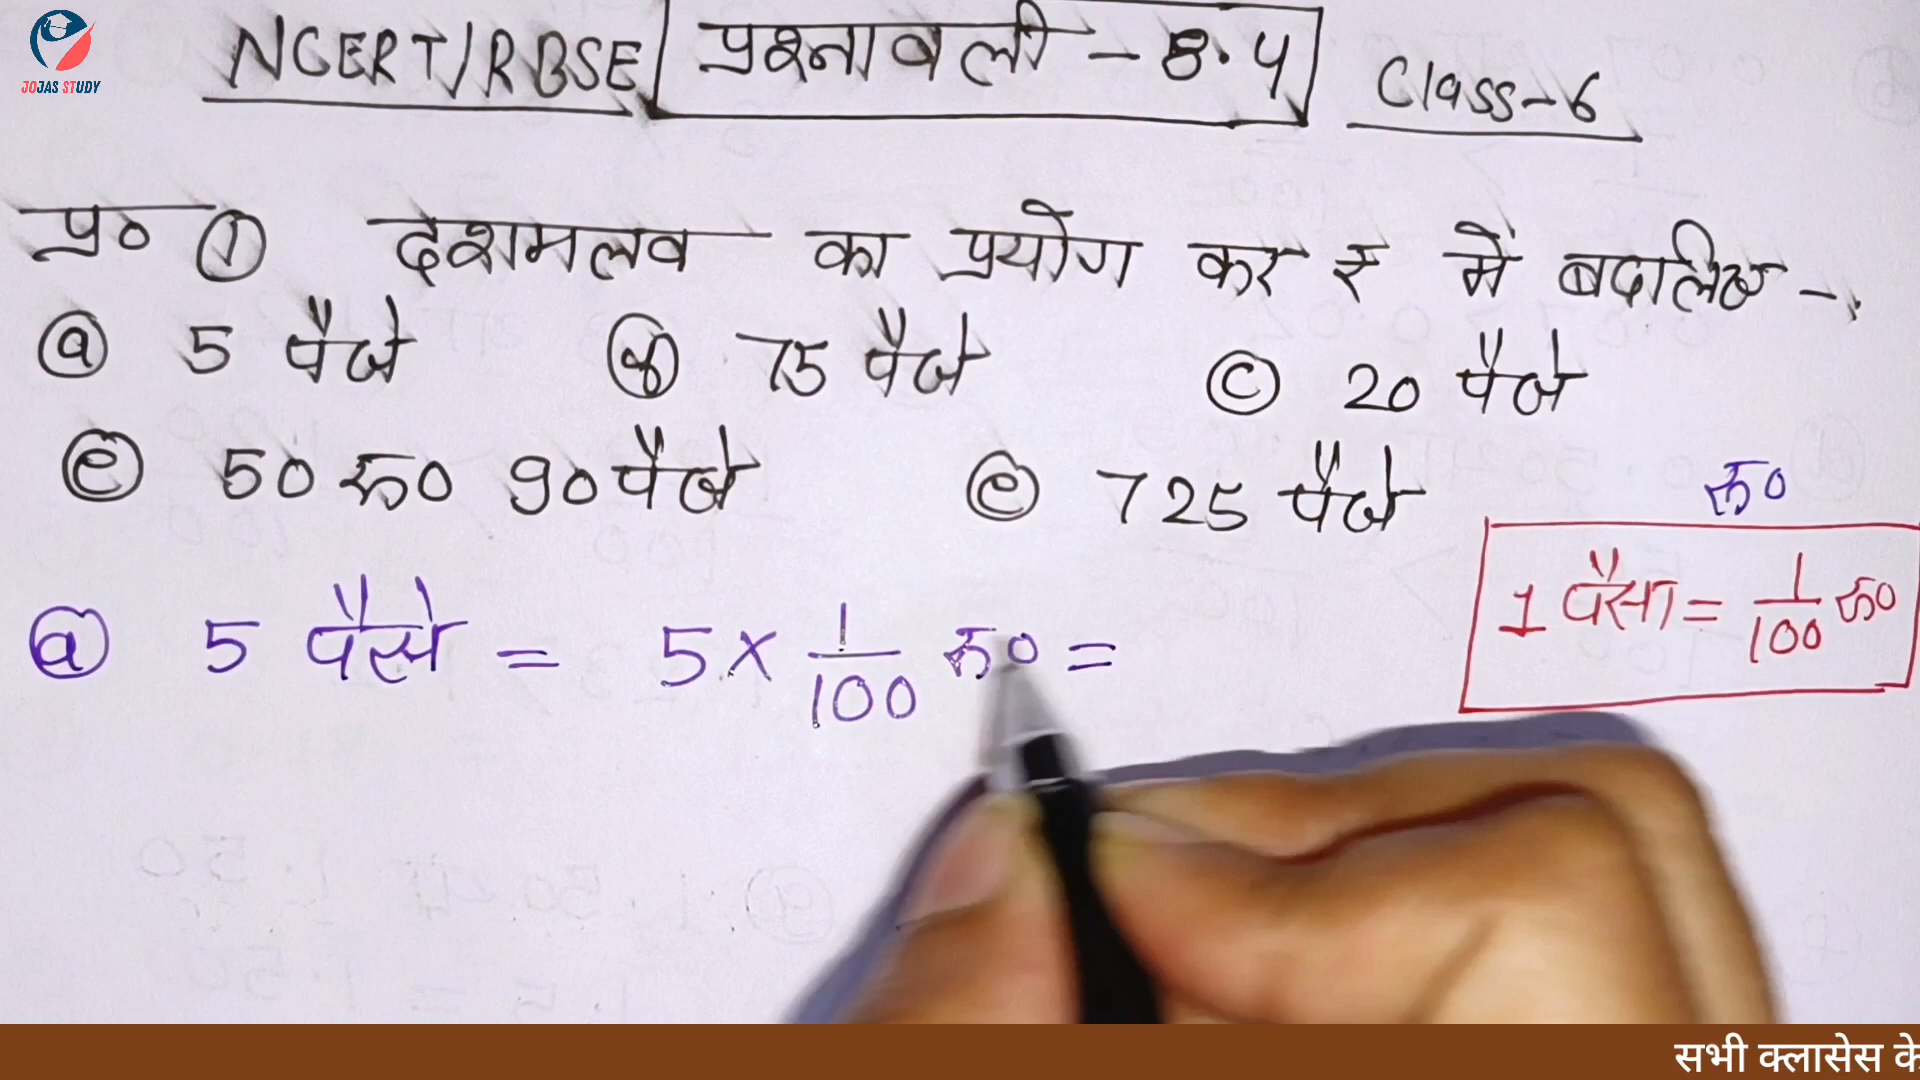 JOJAS STUDY
NCERT/RBSE प्रश्नावली - 8.4 Class-6
प्र० ① दशमलव का प्रयोग कर ₹ में बदलिए -
ⓐ 5 पैसे ⓑ 75 पैसे ⓒ 20 पैसे
ⓔ 50 रु० 90 पैसे ⓔ 725 पैसे
रु०
1 पैसा = 1/100 रु०
ⓐ 5 पैसे = 5 × 1/100 रु० =
सभी क्लासेस के